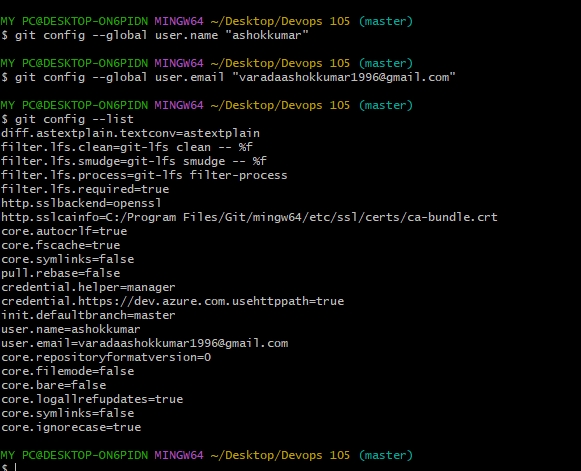 MY PC@DESKTOP-ON6PIDN MINGW64 ~/Desktop/Devops 105 (master)
$ git config --global user.name "ashokkumar"
MY PC@DESKTOP-ON6PIDN MINGW64 ~/Desktop/Devops 105 (master)
$ git config --global user.email "varadaashokkumar1996@gmail.com"
MY PC@DESKTOP-ON6PIDN MINGW64 ~/Desktop/Devops 105 (master)
$ git config --list
diff.astextplain.textconv=astextplain
filter.lfs.clean=git-lfs clean -- %f
filter.lfs.smudge=git-lfs smudge -- %f
filter.lfs.process=git-lfs filter-process
filter.lfs.required=true
http.sslbackend=openssl
http.sslcainfo=C:/Program Files/Git/mingw64/etc/ssl/certs/ca-bundle.crt
core.autocrlf=true
core.fscache=true
core.symlinks=false
pull.rebase=false
credential.helper=manager
credential.https://dev.azure.com.usehttppath=true
init.defaultbranch=master
user.name=ashokkumar
user.email=varadaashokkumar1996@gmail.com
core.repositoryformatversion=0
core.filemode=false
core.bare=false
core.logallrefupdates=true
core.symlinks=false
core.ignorecase=true
MY PC@DESKTOP-ON6PIDN MINGW64 ~/Desktop/Devops 105 (master)
$